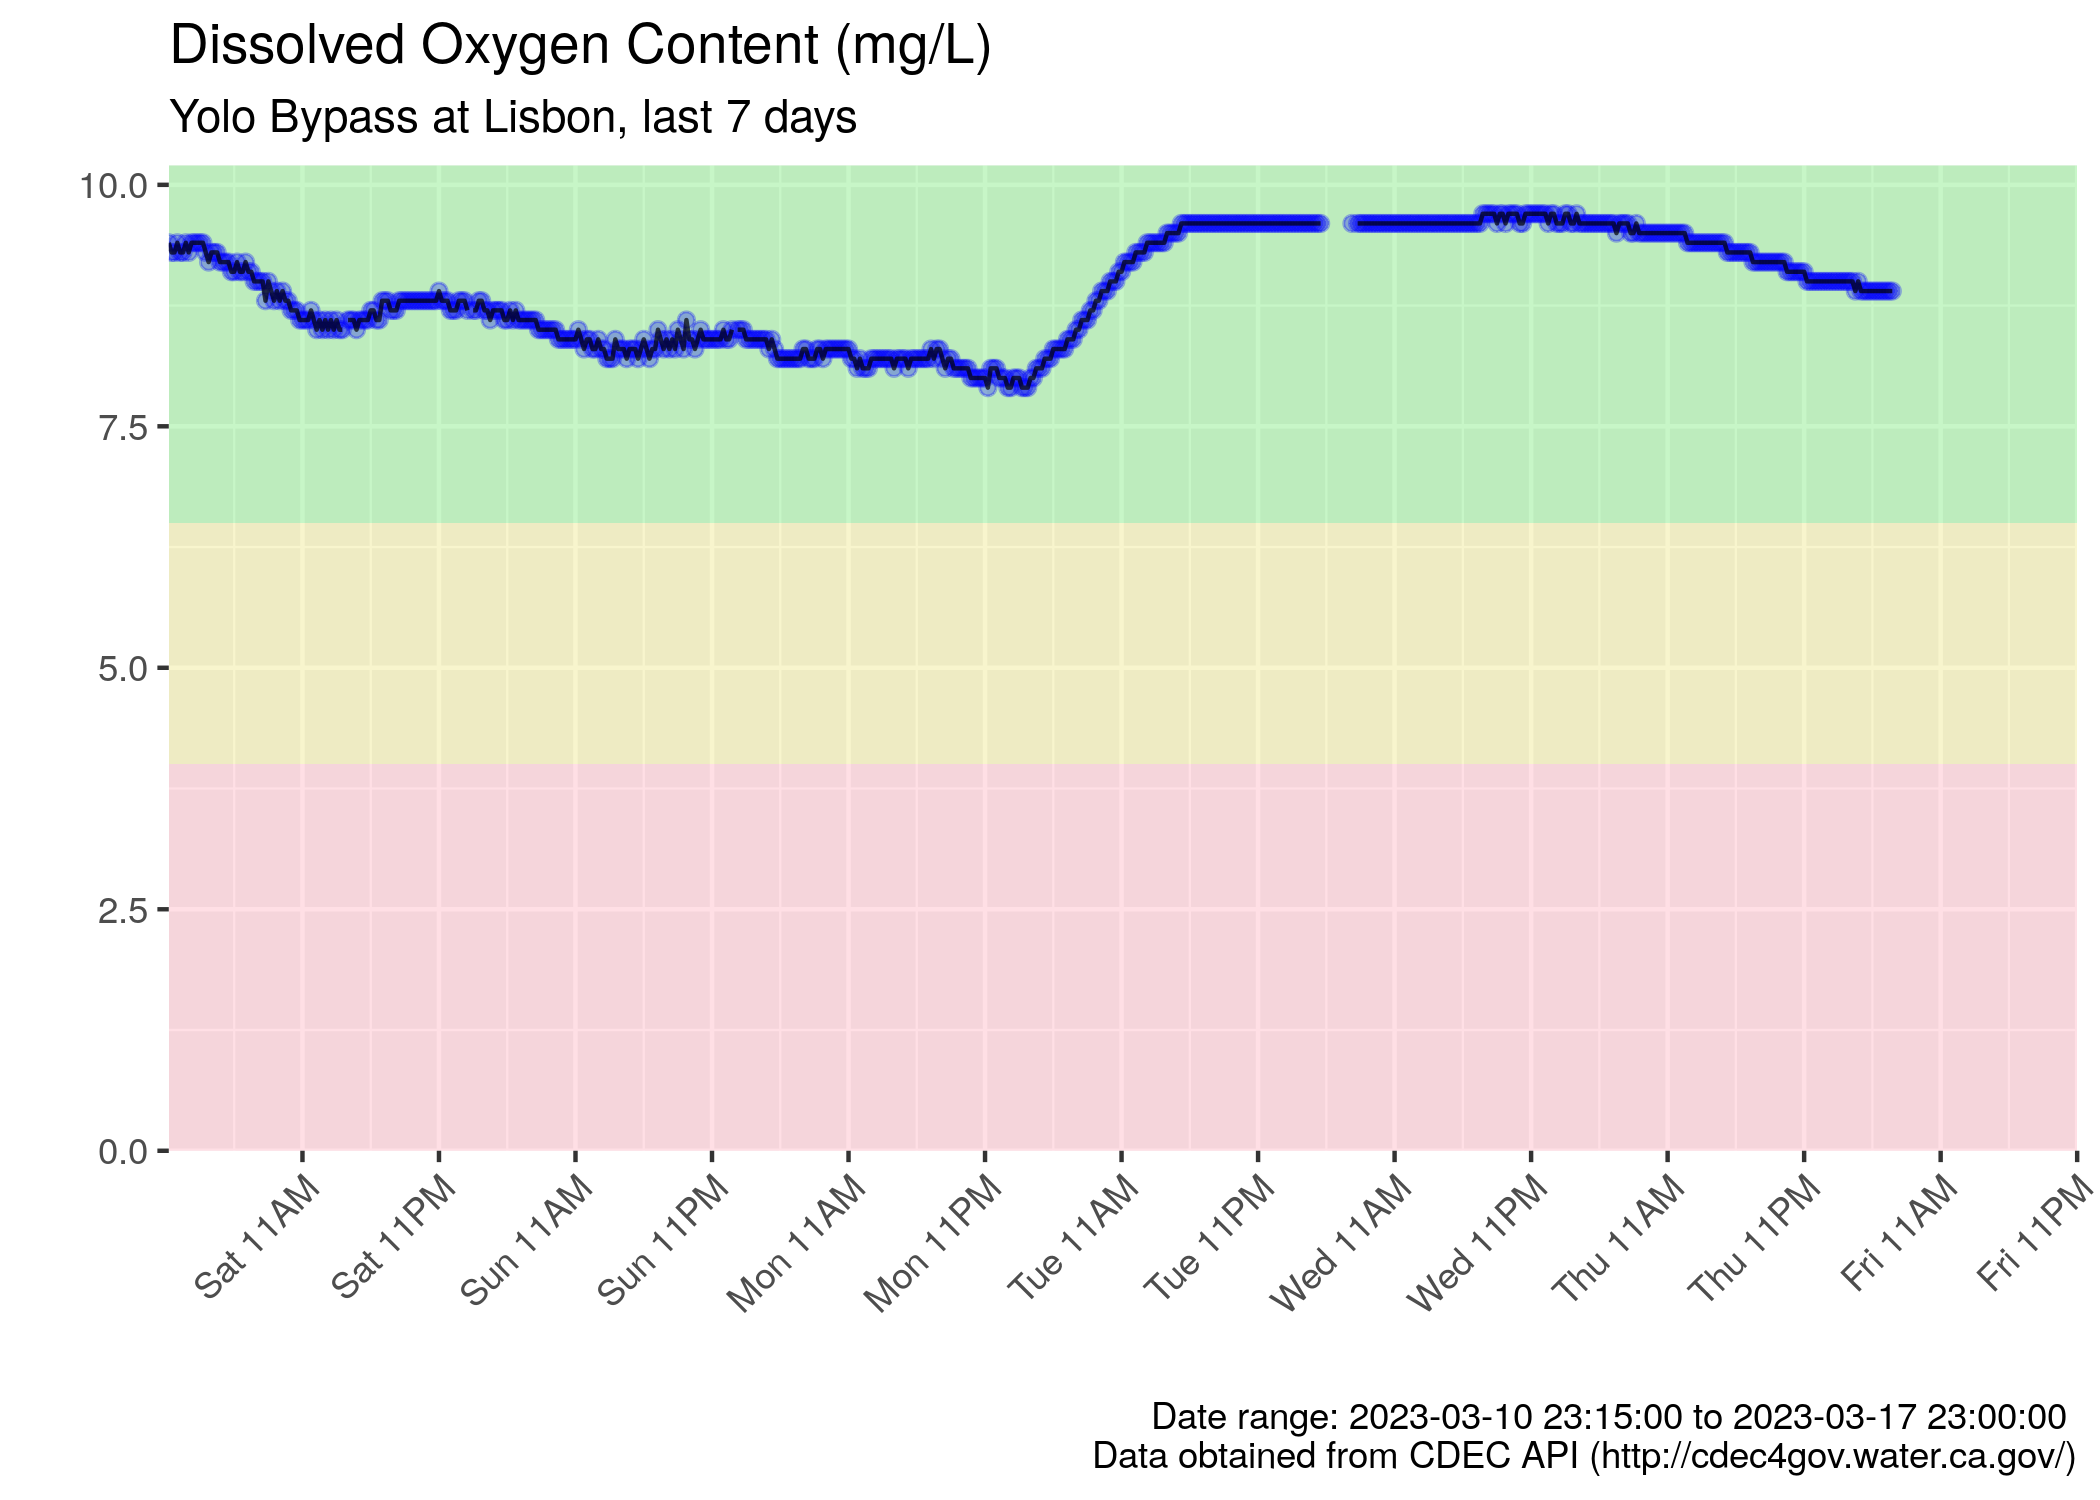 Dissolved Oxygen Content (mg/L)
Yolo Bypass at Lisbon, last 7 days
10.0
7.5
5.0
2.5
0.0
Sat 11AM
Sat 11PM
Sun 11AM
Sun 11PM
Mon 11AM
Mon 11PM
Tue 11AM
Tue 11PM
Wed 11AM
Wed 11PM
Thu 11AM
Thu 11PM
Fri 11AM
Fri 11PM
Date range: 2023-03-10 23:15:00 to 2023-03-17 23:00:00
Data obtained from CDEC API (http://cdec4gov.water.ca.gov/)